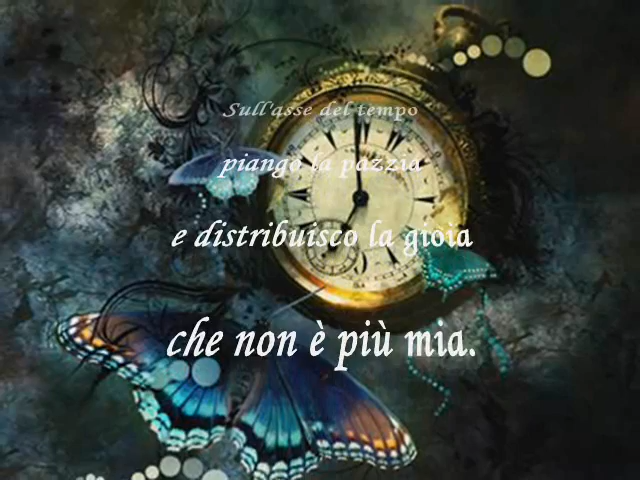 Sull'asse del tempo
piango la pazzia
e distribuisco la gioia
che non è più mia.